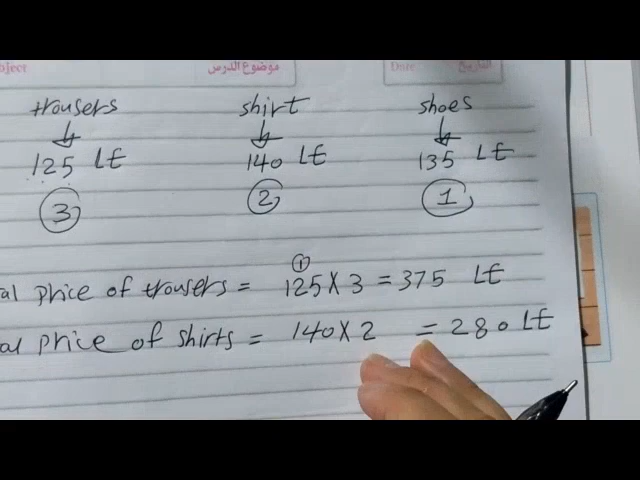 bject موضوع الدرس Date التاريخ
trousers shirt shoes
125 LE 140 LE 135 LE
3 2 1
1
al price of trousers = 125 X 3 = 375 LE
al price of shirts = 140 X 2 = 280 LE